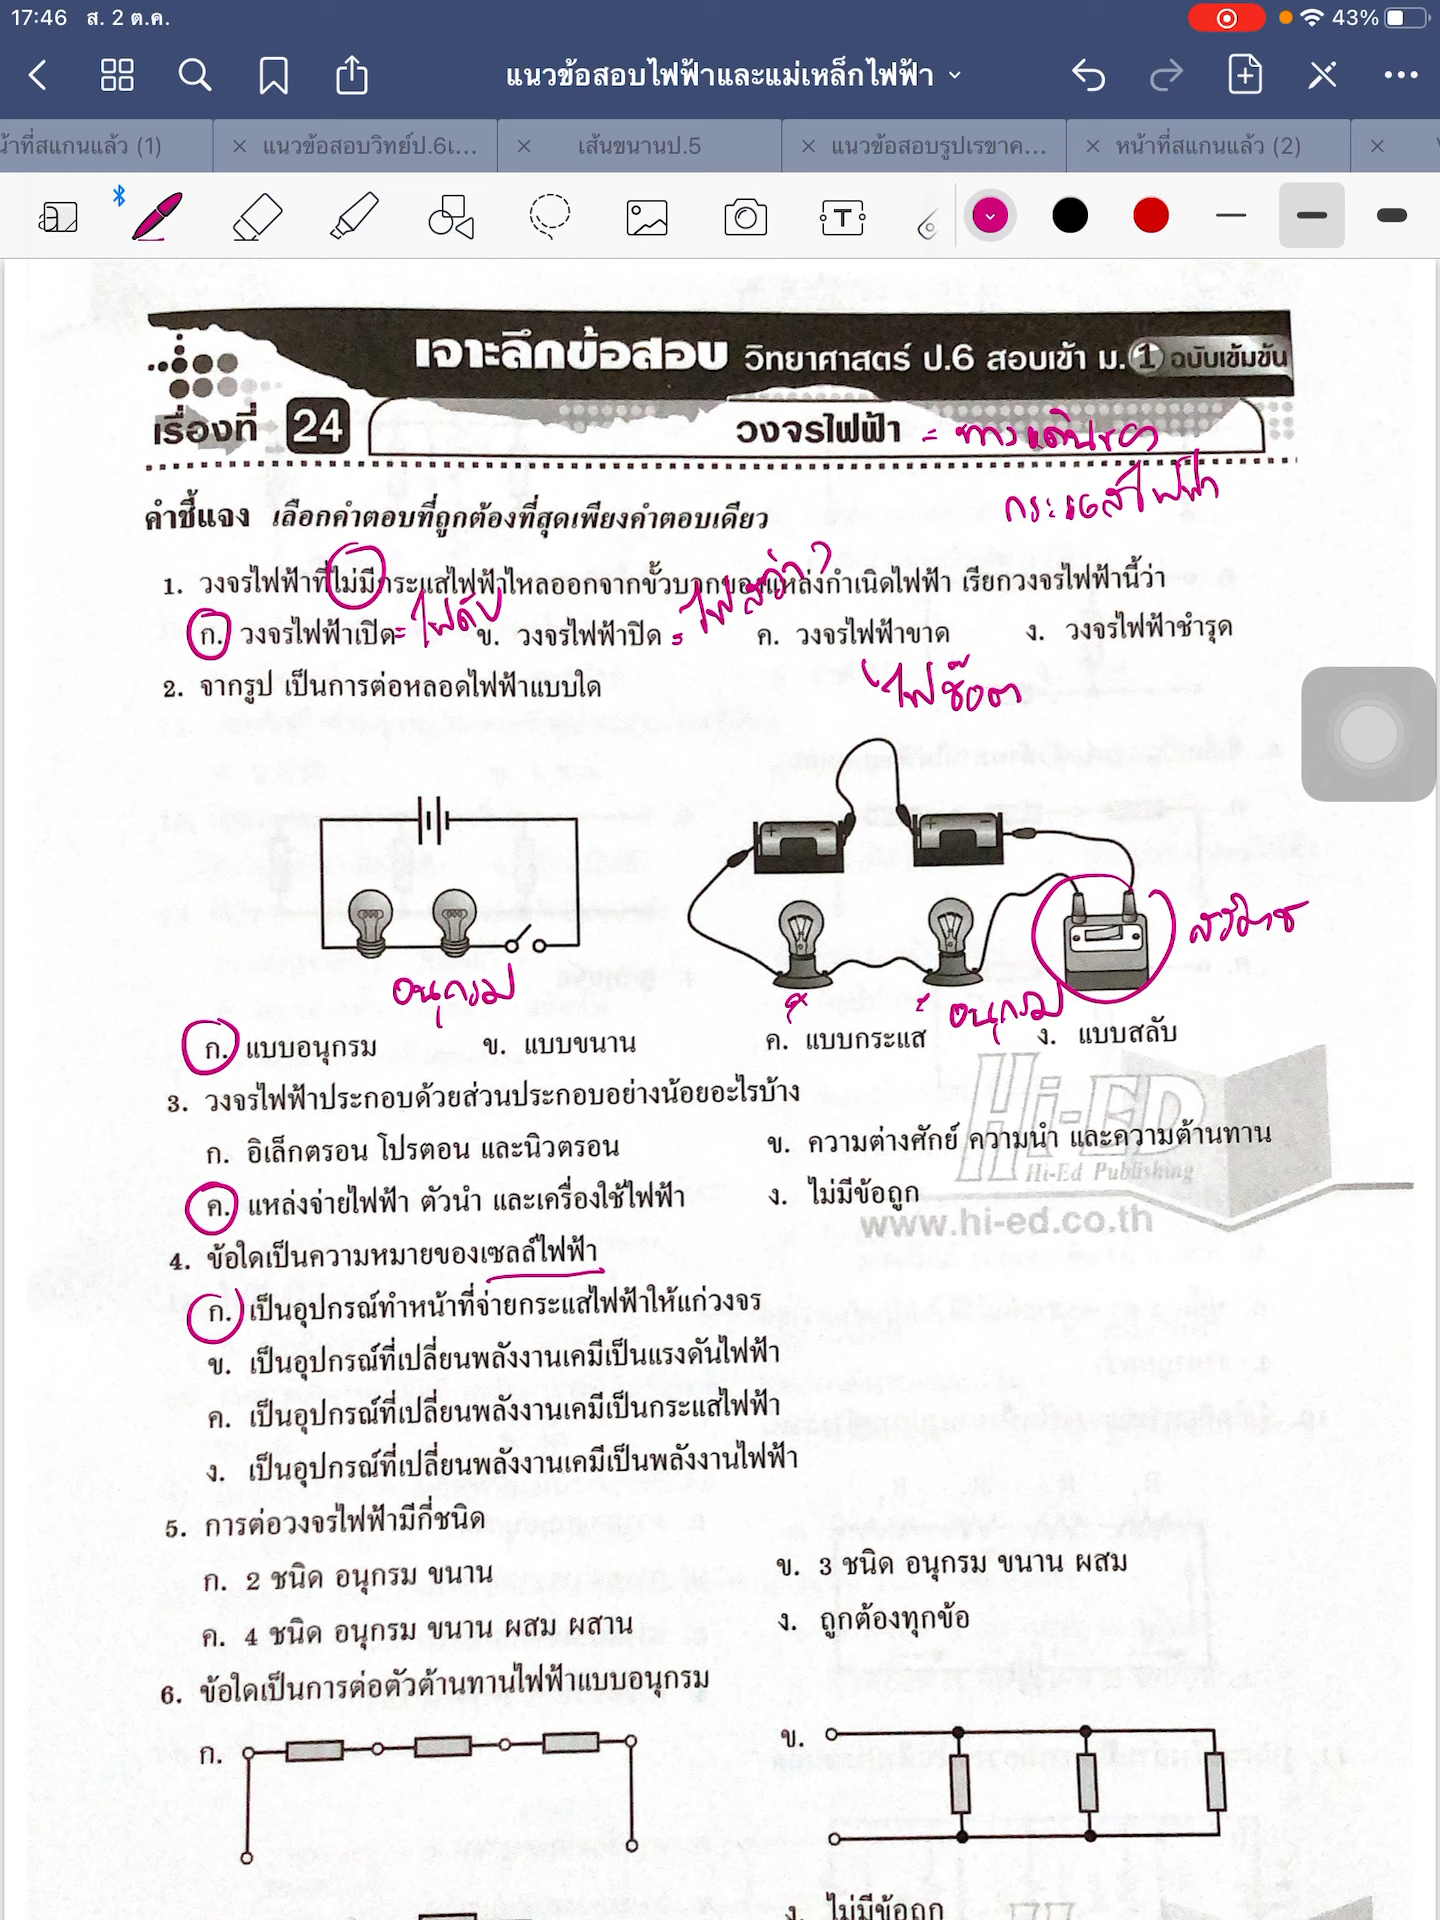 17:46 ส. 2 ต.ค. 43%
แนวข้อสอบไฟฟ้าและแม่เหล็กไฟฟ้า
น้าที่สแกนแล้ว (1) × แนวข้อสอบวิทย์ป.6เ... × เส้นขนานป.5 × แนวข้อสอบรูปเรขาค... × หน้าที่สแกนแล้ว (2) ×
T
เจาะลึกข้อสอบ วิทยาศาสตร์ ป.6 สอบเข้า ม.1 ฉบับเข้มข้น
เรื่องที่ 24 วงจรไฟฟ้า = ทางเดินของ
กระแสไฟฟ้า
คำชี้แจง เลือกคำตอบที่ถูกต้องที่สุดเพียงคำตอบเดียว
1. วงจรไฟฟ้าที่ไม่มีกระแสไฟฟ้าไหลออกจากขั้วบวกของแหล่งกำเนิดไฟฟ้า เรียกวงจรไฟฟ้านี้ว่า
ก. วงจรไฟฟ้าเปิด = ไฟดับ ข. วงจรไฟฟ้าปิด = ไฟสว่าง ค. วงจรไฟฟ้าขาด ง. วงจรไฟฟ้าชำรุด
ไฟช็อต
2. จากรูป เป็นการต่อหลอดไฟฟ้าแบบใด
+ − + −
สวิตช์
อนุกรม อนุกรม
ก. แบบอนุกรม ข. แบบขนาน ค. แบบกระแส ง. แบบสลับ
3. วงจรไฟฟ้าประกอบด้วยส่วนประกอบอย่างน้อยอะไรบ้าง
ก. อิเล็กตรอน โปรตอน และนิวตรอน ข. ความต่างศักย์ ความนำ และความต้านทาน
ค. แหล่งจ่ายไฟฟ้า ตัวนำ และเครื่องใช้ไฟฟ้า ง. ไม่มีข้อถูก
Hi-ED
Hi-Ed Publishing
www.hi-ed.co.th
4. ข้อใดเป็นความหมายของเซลล์ไฟฟ้า
ก. เป็นอุปกรณ์ทำหน้าที่จ่ายกระแสไฟฟ้าให้แก่วงจร
ข. เป็นอุปกรณ์ที่เปลี่ยนพลังงานเคมีเป็นแรงดันไฟฟ้า
ค. เป็นอุปกรณ์ที่เปลี่ยนพลังงานเคมีเป็นกระแสไฟฟ้า
ง. เป็นอุปกรณ์ที่เปลี่ยนพลังงานเคมีเป็นพลังงานไฟฟ้า
5. การต่อวงจรไฟฟ้ามีกี่ชนิด
ก. 2 ชนิด อนุกรม ขนาน ข. 3 ชนิด อนุกรม ขนาน ผสม
ค. 4 ชนิด อนุกรม ขนาน ผสม ผสาน ง. ถูกต้องทุกข้อ
6. ข้อใดเป็นการต่อตัวต้านทานไฟฟ้าแบบอนุกรม
ก. ข.
ง. ไม่มีข้อถูก